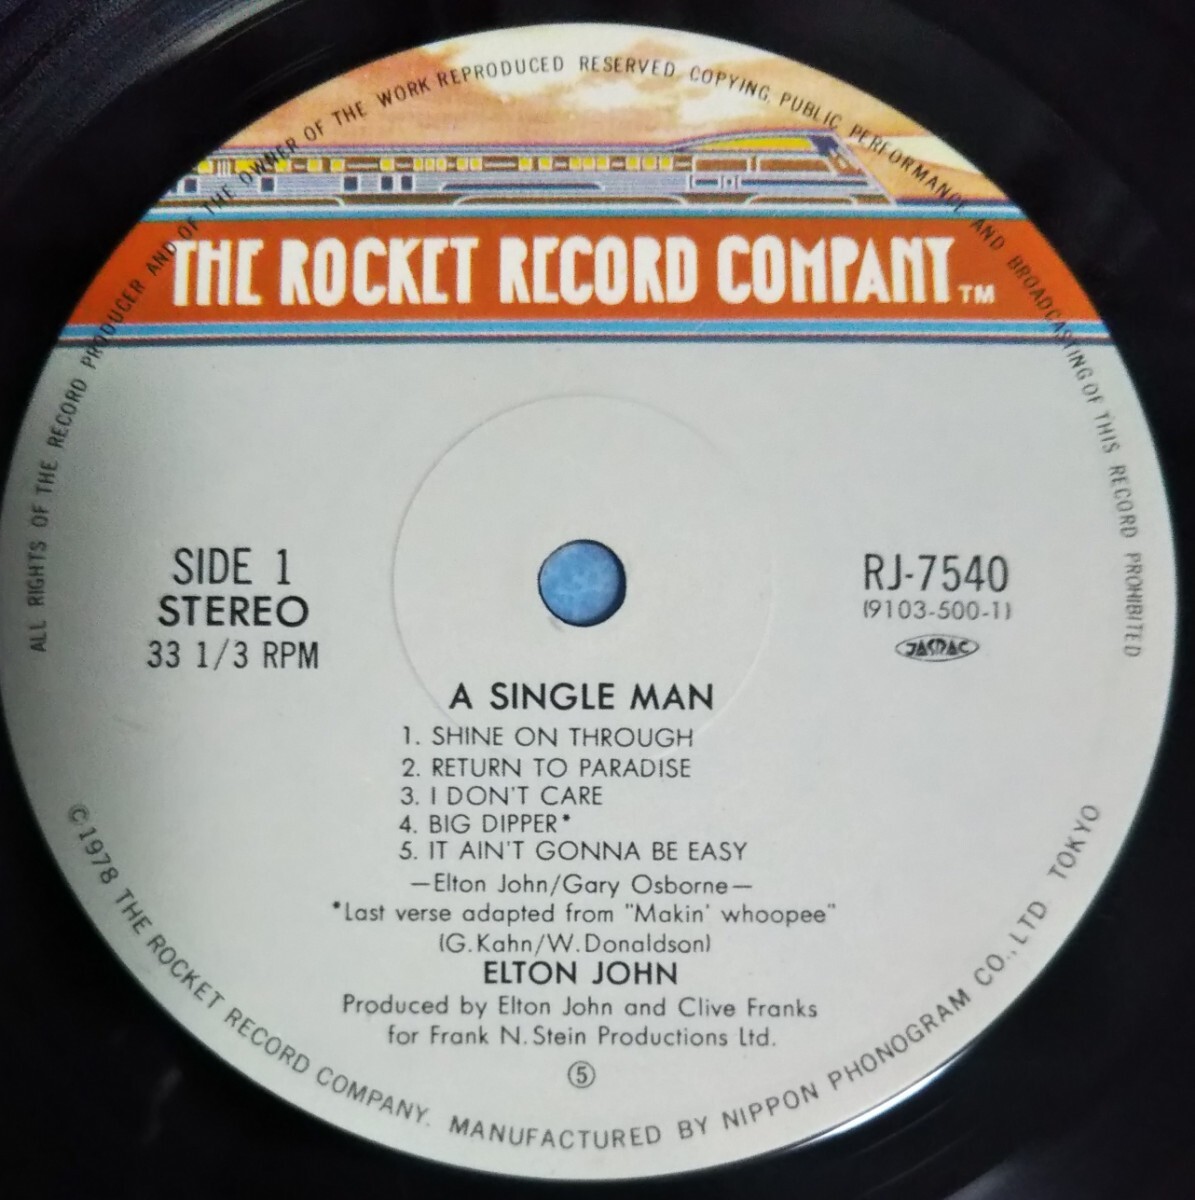 ALL RIGHTS OF THE RECORD PRODUCER AND OF THE OWNER OF THE WORK REPRODUCED RESERVED COPYING, PUBLIC PERFORMANCE AND BROADCASTING OF THIS RECORD PROHIBITED
THE ROCKET RECORD COMPANY TM
SIDE 1
STEREO
33 1/3 RPM
RJ-7540
(9103-500-1)
JASRAC
A SINGLE MAN
1. SHINE ON THROUGH
2. RETURN TO PARADISE
3. I DON'T CARE
4. BIG DIPPER*
5. IT AIN'T GONNA BE EASY
—Elton John/Gary Osborne—
*Last verse adapted from "Makin' whoopee"
(G.Kahn/W.Donaldson)
ELTON JOHN
Produced by Elton John and Clive Franks
for Frank N. Stein Productions Ltd.
⑤
©1978 THE ROCKET RECORD COMPANY. MANUFACTURED BY NIPPON PHONOGRAM CO., LTD. TOKYO